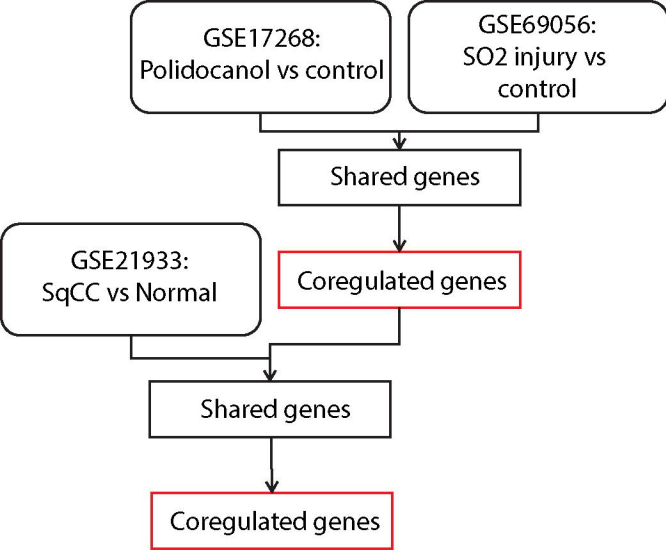 GSE17268:
Polidocanol vs control
GSE69056:
SO2 injury vs
control
Shared genes
Coregulated genes
GSE21933:
SqCC vs Normal
Shared genes
Coregulated genes